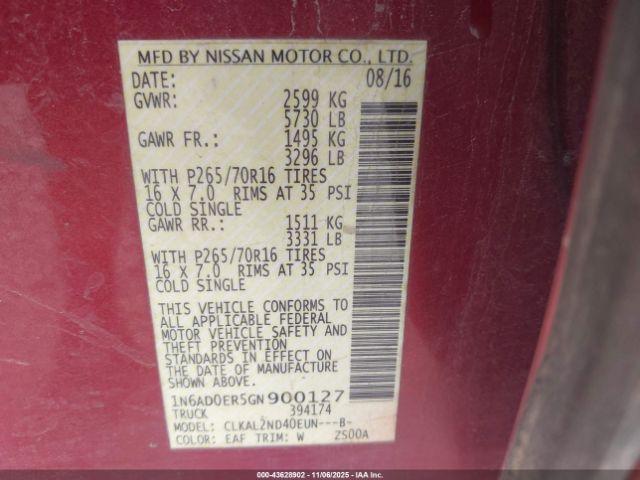 MFD BY NISSAN MOTOR CO., LTD.
DATE: 08/16
GVWR: 2599 KG
5730 LB
GAWR FR.: 1495 KG
3296 LB
WITH P265/70R16 TIRES
16 X 7.0 RIMS AT 35 PSI
COLD SINGLE
GAWR RR.: 1511 KG
3331 LB
WITH P265/70R16 TIRES
16 X 7.0 RIMS AT 35 PSI
COLD SINGLE
THIS VEHICLE CONFORMS TO
ALL APPLICABLE FEDERAL
MOTOR VEHICLE SAFETY AND
THEFT PREVENTION
STANDARDS IN EFFECT ON
THE DATE OF MANUFACTURE
SHOWN ABOVE.
1N6AD0ER5GN900127
TRUCK 394174
MODEL: CLKAL2ND40EUN---B-
COLOR: EAF TRIM: W ZS00A
000-43628902 - 11/06/2025 - IAAI.COM